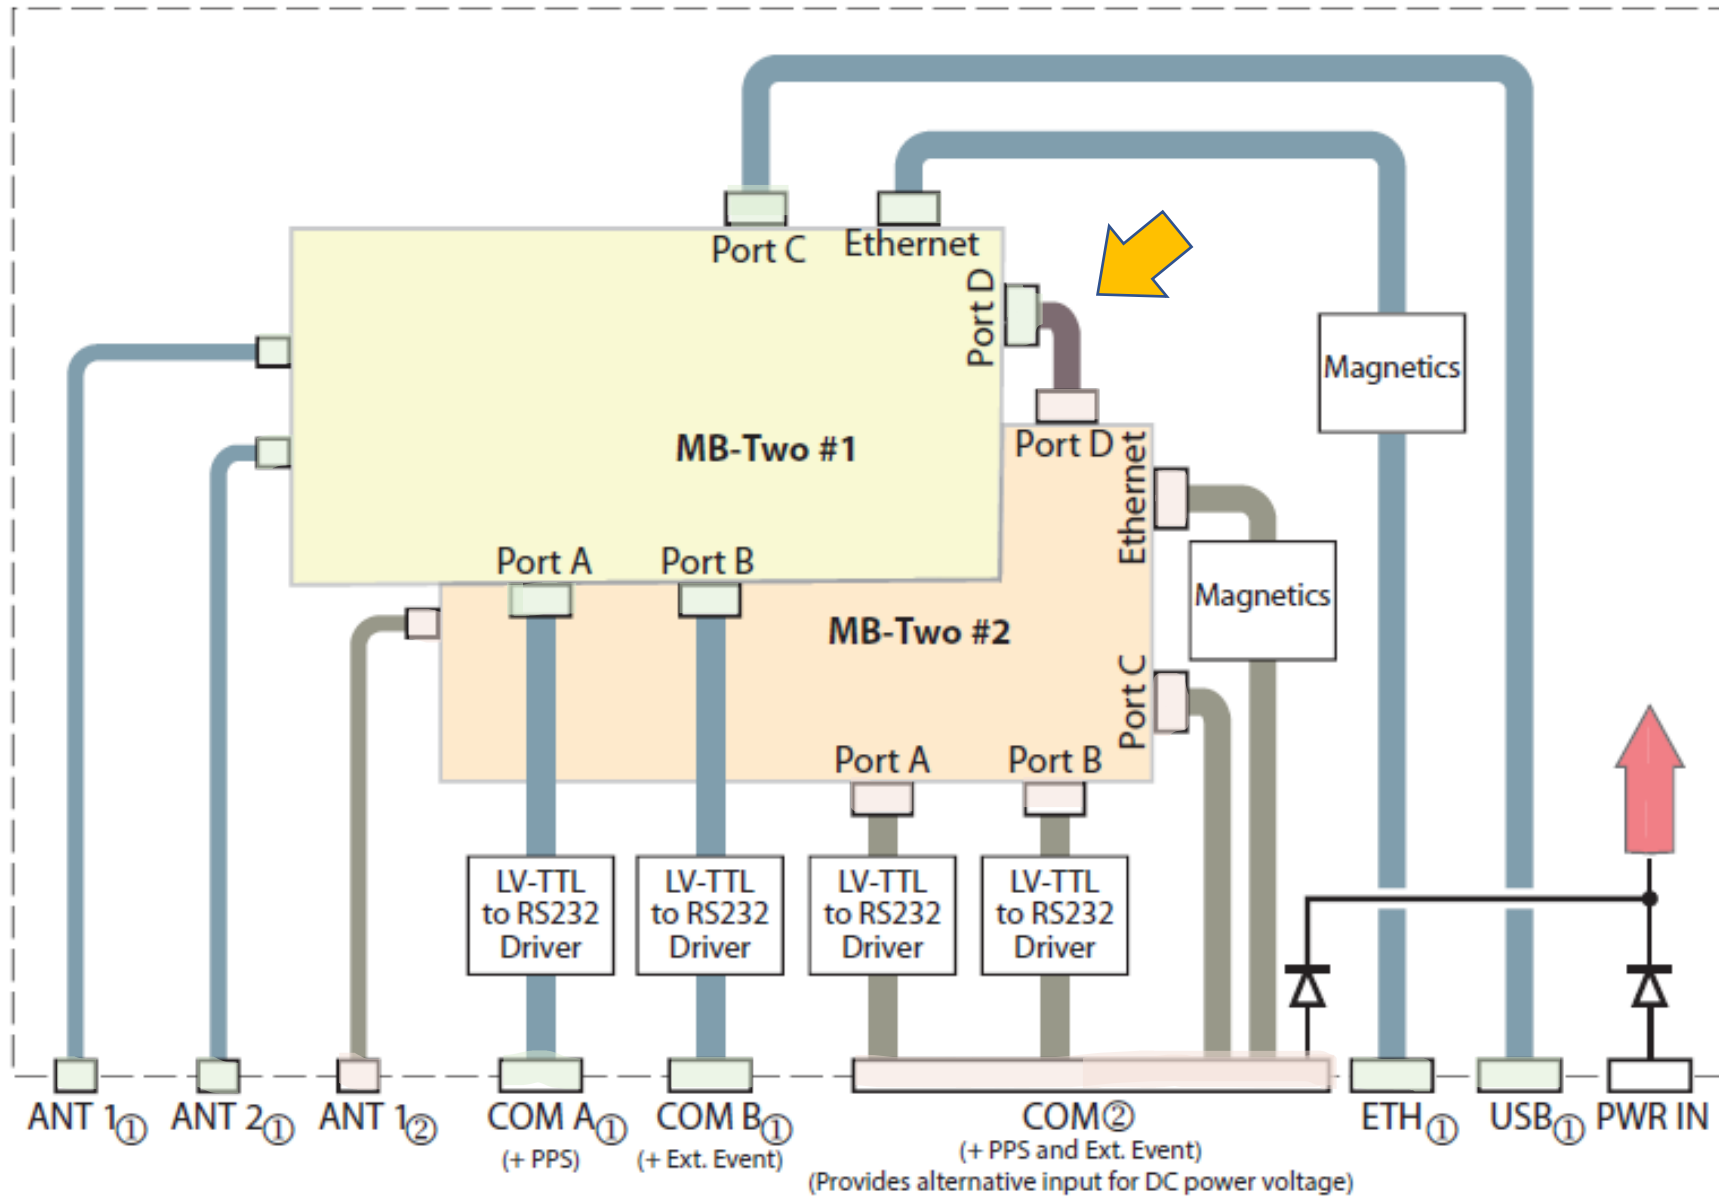 Port C
Ethernet
Port D
Magnetics
MB-Two #1
Port D
Ethernet
Port A
Port B
Magnetics
MB-Two #2
Port C
Port A
Port B
LV-TTL
to RS232
Driver
LV-TTL
to RS232
Driver
LV-TTL
to RS232
Driver
LV-TTL
to RS232
Driver
ANT 1①
ANT 2①
ANT 1②
COM A①
(+ PPS)
COM B①
(+ Ext. Event)
COM②
(+ PPS and Ext. Event)
(Provides alternative input for DC power voltage)
ETH①
USB①
PWR IN